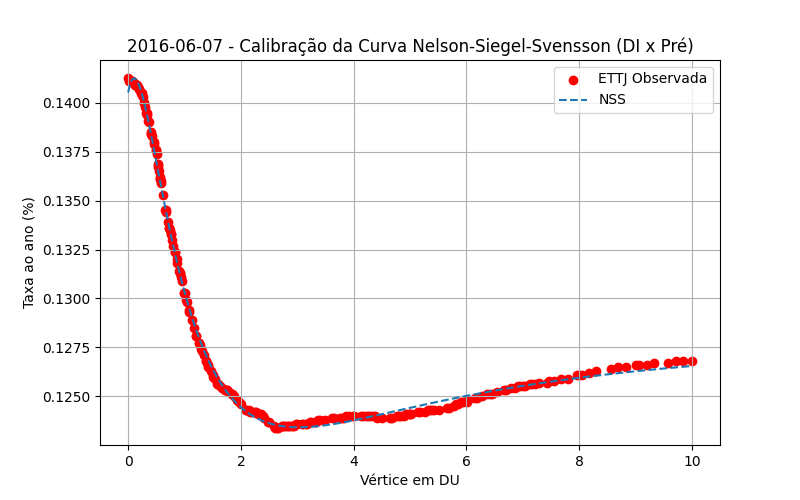 2016-06-07 - Calibração da Curva Nelson-Siegel-Svensson (DI x Pré)
ETTJ Observada
NSS
Taxa ao ano (%)
0.1400
0.1375
0.1350
0.1325
0.1300
0.1275
0.1250
0 2 4 6 8 10
Vértice em DU